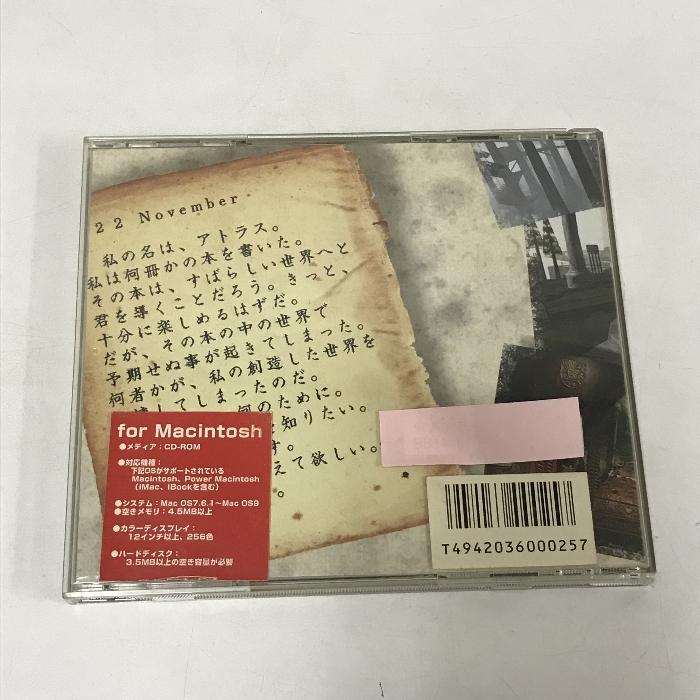 22 November
私の名は、アトラス。
私は何冊かの本を書いた。
その本は、すばらしい世界へと
君を導くことだろう。きっと、
十分に楽しめるはずだ。
だが、その本の中の世界で
予期せぬ事が起きてしまった。
何者かが、私の創造した世界を
してしまったのだ。
何のために。
知りたい。
す。
えて欲しい。
。
for Macintosh
●メディア：CD-ROM
●対応機種：
下記OSがサポートされている
Macintosh、Power Macintosh
（iMac、iBookを含む）
●システム：Mac OS7.6.1～Mac OS9
●空きメモリ：4.5MB以上
●カラーディスプレイ：
12インチ以上、256色
●ハードディスク：
3.5MB以上の空き容量が必要
T4942036000257